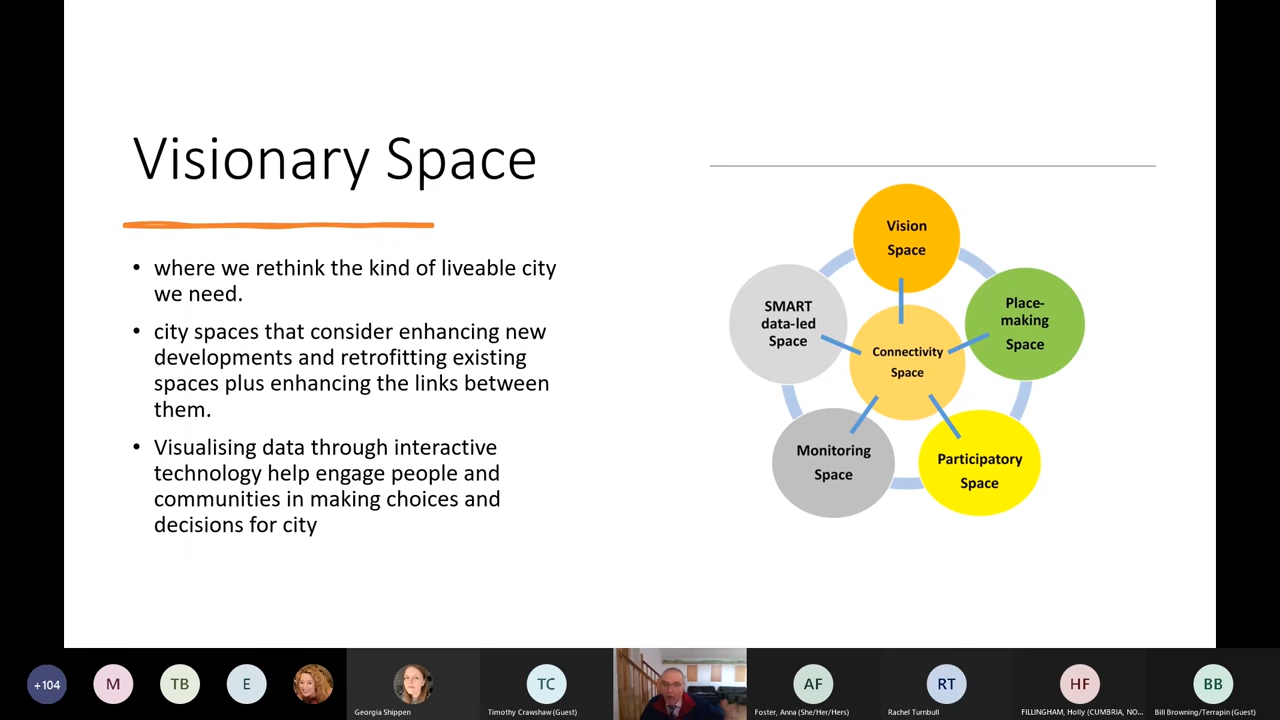 Visionary Space
• where we rethink the kind of liveable city
we need.
• city spaces that consider enhancing new
developments and retrofitting existing
spaces plus enhancing the links between
them.
• Visualising data through interactive
technology help engage people and
communities in making choices and
decisions for city
Vision
Space
SMART
data-led
Space
Place-
making
Space
Connectivity
Space
Monitoring
Space
Participatory
Space
+104
M
TB
E
Georgia Shippen
TC
Timothy Crawshaw (Guest)
AF
Foster, Anna (She/Her/Hers)
RT
Rachel Turnbull
HF
FILLINGHAM, Holly (CUMBRIA, NO...
BB
Bill Browning/Terrapin (Guest)